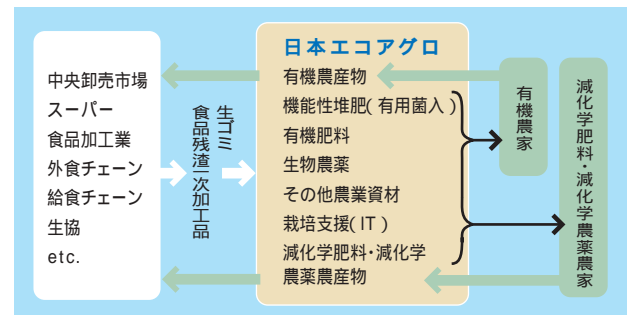 中央卸売市場
スーパー
食品加工業
外食チェーン
給食チェーン
生協
etc.
生ゴミ
食品残渣一次加工品
日本エコアグロ
有機農産物
機能性堆肥(有用菌入)
有機肥料
生物農薬
その他農業資材
栽培支援(IT)
減化学肥料・減化学
農薬農産物
有機農家
減化学肥料・減化学農薬農家